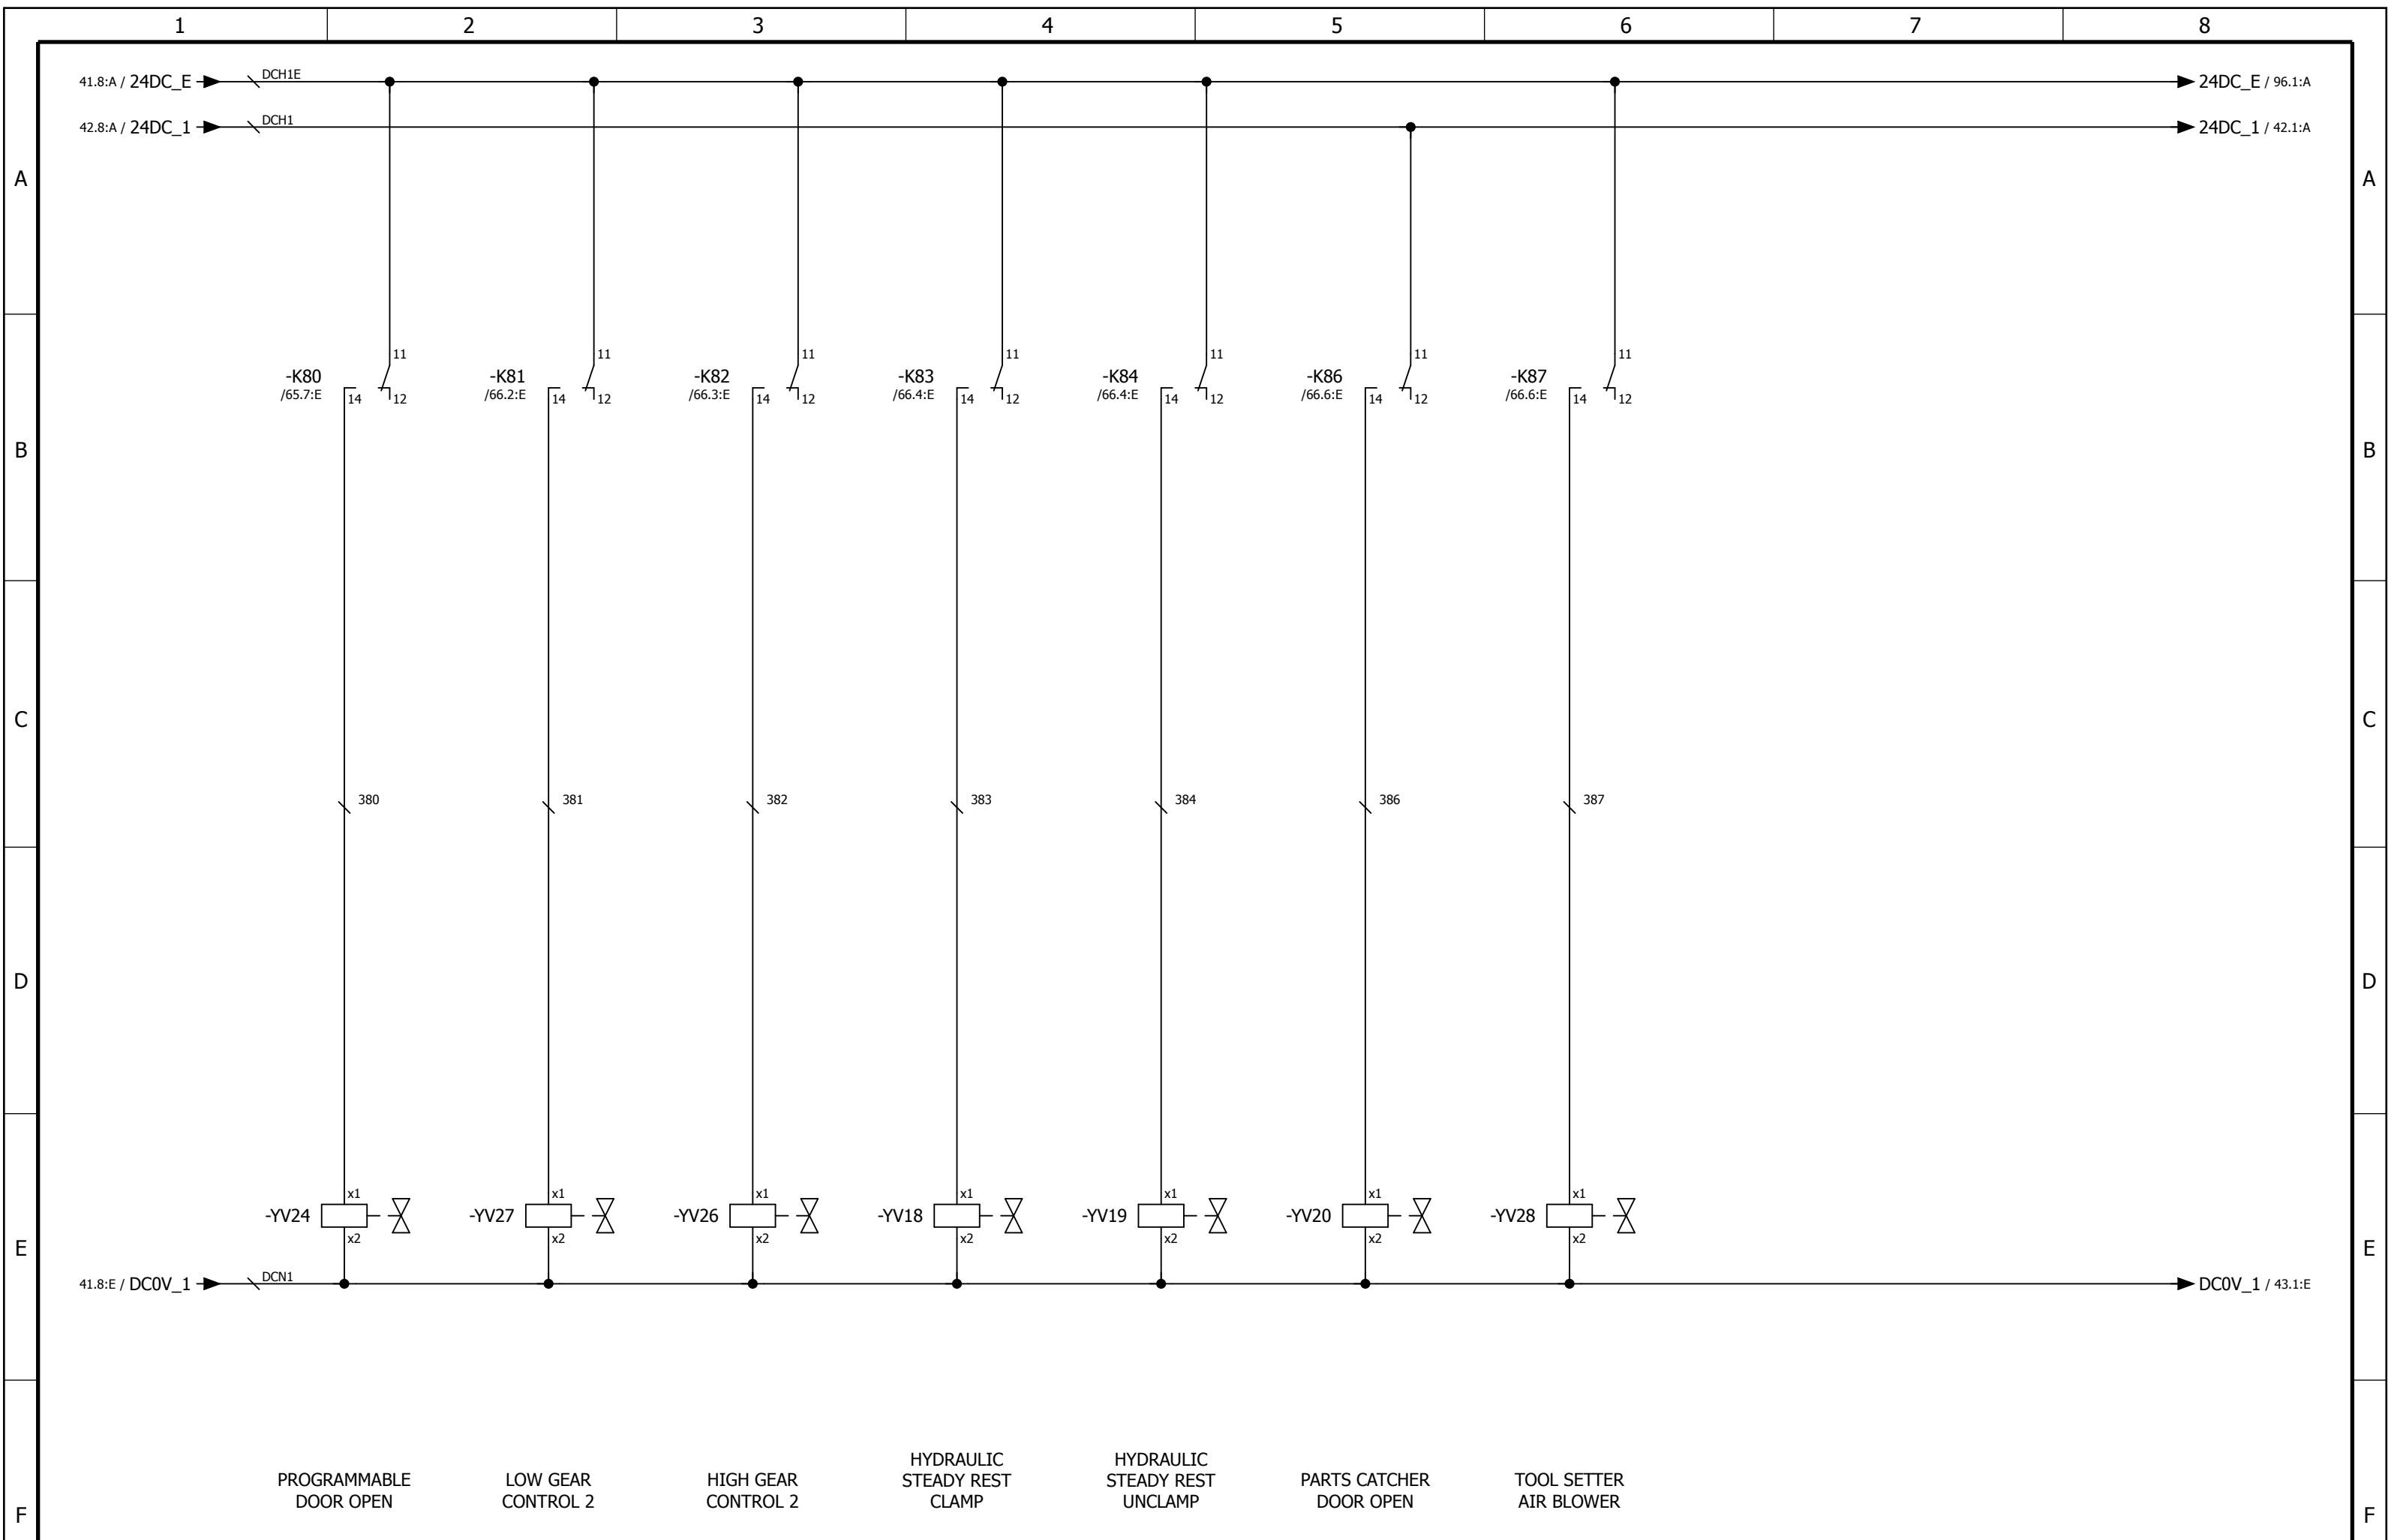 1 2 3 4 5 6 7 8
41.8:A / 24DC_E DCH1E 24DC_E / 96.1:A
42.8:A / 24DC_1 DCH1 24DC_1 / 42.1:A
A A
11 11 11 11 11 11 11
-K80 -K81 -K82 -K83 -K84 -K86 -K87
/65.7:E /66.2:E /66.3:E /66.4:E /66.4:E /66.6:E /66.6:E
14 12 14 12 14 12 14 12 14 12 14 12 14 12
B B
C C
380 381 382 383 384 386 387
D D
x1 x1 x1 x1 x1 x1 x1
-YV24 -YV27 -YV26 -YV18 -YV19 -YV20 -YV28
x2 x2 x2 x2 x2 x2 x2
E E
41.8:E / DC0V_1 DCN1 DC0V_1 / 43.1:E
PROGRAMMABLE
DOOR OPEN
LOW GEAR
CONTROL 2
HIGH GEAR
CONTROL 2
HYDRAULIC
STEADY REST
CLAMP
HYDRAULIC
STEADY REST
UNCLAMP
PARTS CATCHER
DOOR OPEN
TOOL SETTER
AIR BLOWER
F F